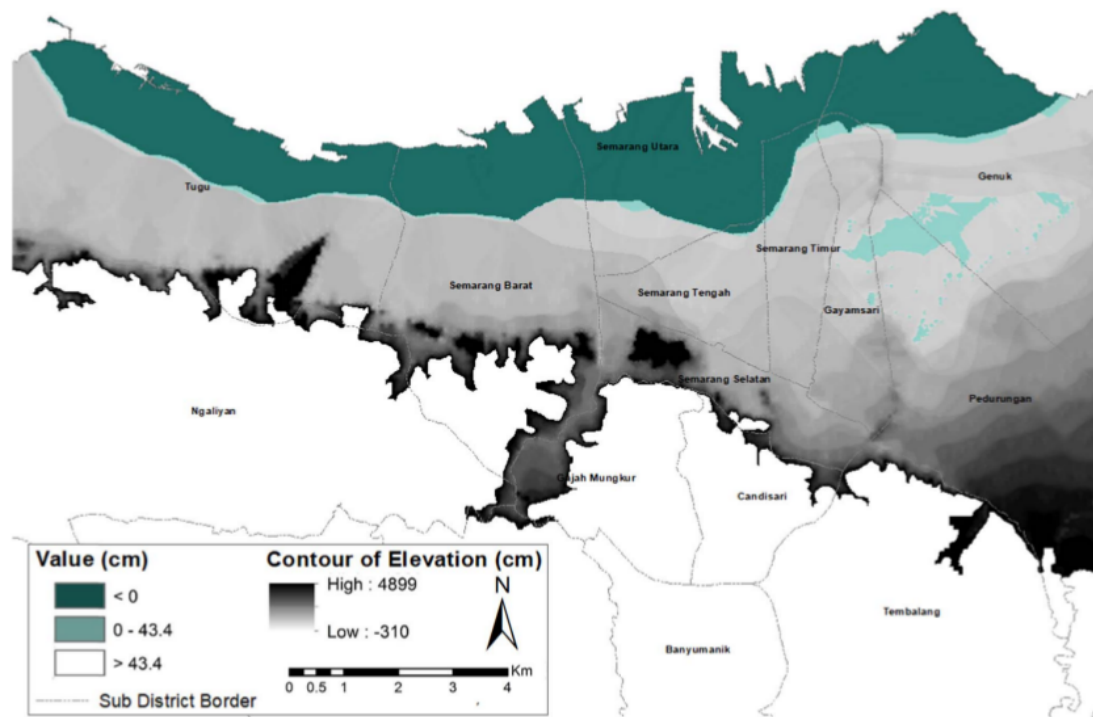 Semarang Utara
Genuk
Tugu
Semarang Timur
Semarang Barat
Semarang Tengah
Gayamsari
Semarang Selatan
Pedurungan
Ngaliyan
Gajah Mungkur
Candisari
Tembalang
Banyumanik
Value (cm)
< 0
0 - 43.4
> 43.4
Sub District Border
Contour of Elevation (cm)
High : 4899
Low : -310
N
Km
0 0.5 1 2 3 4